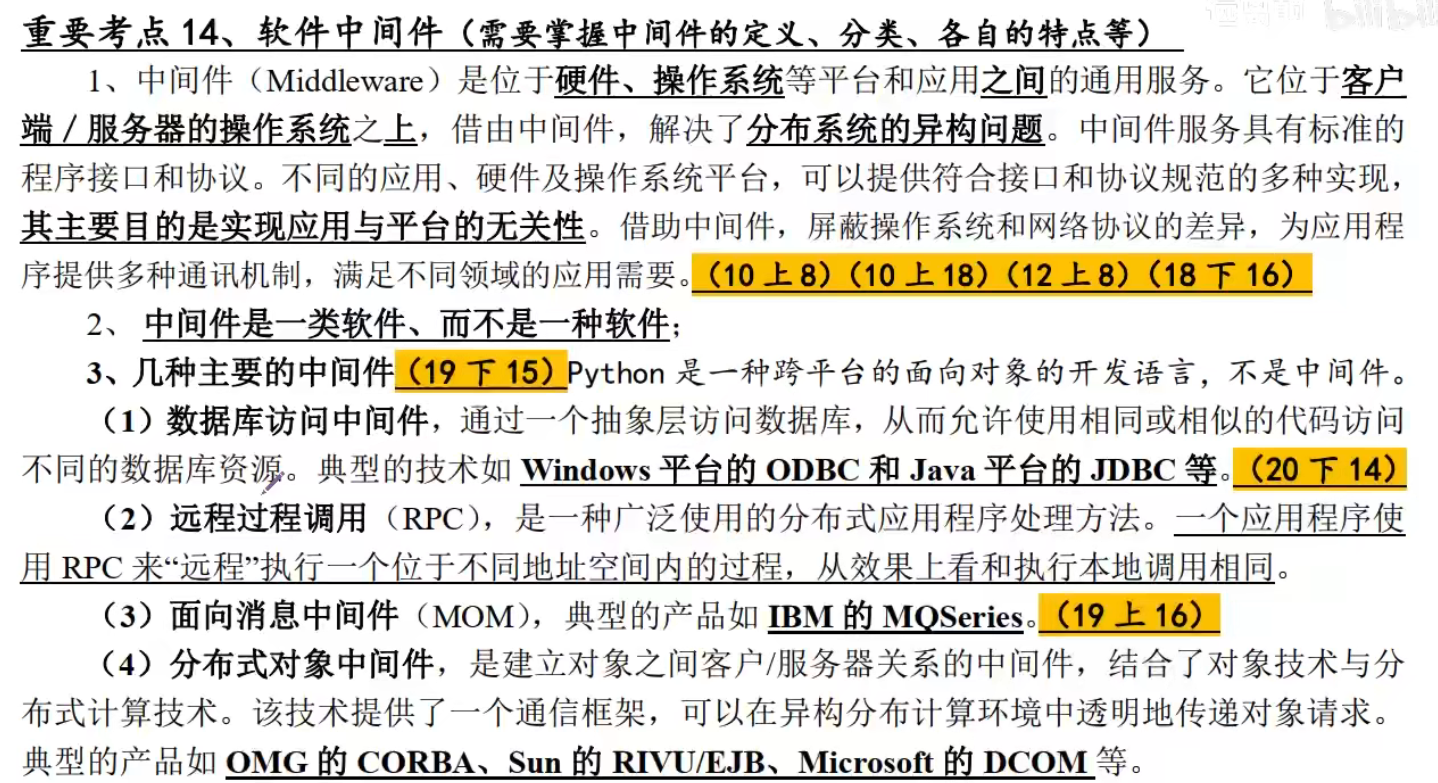 重要考点 14、软件中间件（需要掌握中间件的定义、分类、各自的特点等）
1、中间件（Middleware）是位于硬件、操作系统等平台和应用之间的通用服务。它位于客户
端／服务器的操作系统之上，借由中间件，解决了分布系统的异构问题。中间件服务具有标准的
程序接口和协议。不同的应用、硬件及操作系统平台，可以提供符合接口和协议规范的多种实现，
其主要目的是实现应用与平台的无关性。借助中间件，屏蔽操作系统和网络协议的差异，为应用程
序提供多种通讯机制，满足不同领域的应用需要。（10 上 8）（10 上 18）（12 上 8）（18 下 16）
2、 中间件是一类软件、而不是一种软件；
3、几种主要的中间件（19 下 15）Python 是一种跨平台的面向对象的开发语言，不是中间件。
（1）数据库访问中间件，通过一个抽象层访问数据库，从而允许使用相同或相似的代码访问
不同的数据库资源。典型的技术如 Windows 平台的 ODBC 和 Java 平台的 JDBC 等。（20 下 14）
（2）远程过程调用（RPC），是一种广泛使用的分布式应用程序处理方法。一个应用程序使
用 RPC 来“远程”执行一个位于不同地址空间内的过程，从效果上看和执行本地调用相同。
（3）面向消息中间件（MOM），典型的产品如 IBM 的 MQSeries。（19 上 16）
（4）分布式对象中间件，是建立对象之间客户/服务器关系的中间件，结合了对象技术与分
布式计算技术。该技术提供了一个通信框架，可以在异构分布计算环境中透明地传递对象请求。
典型的产品如 OMG 的 CORBA、Sun 的 RIVU/EJB、Microsoft 的 DCOM 等。